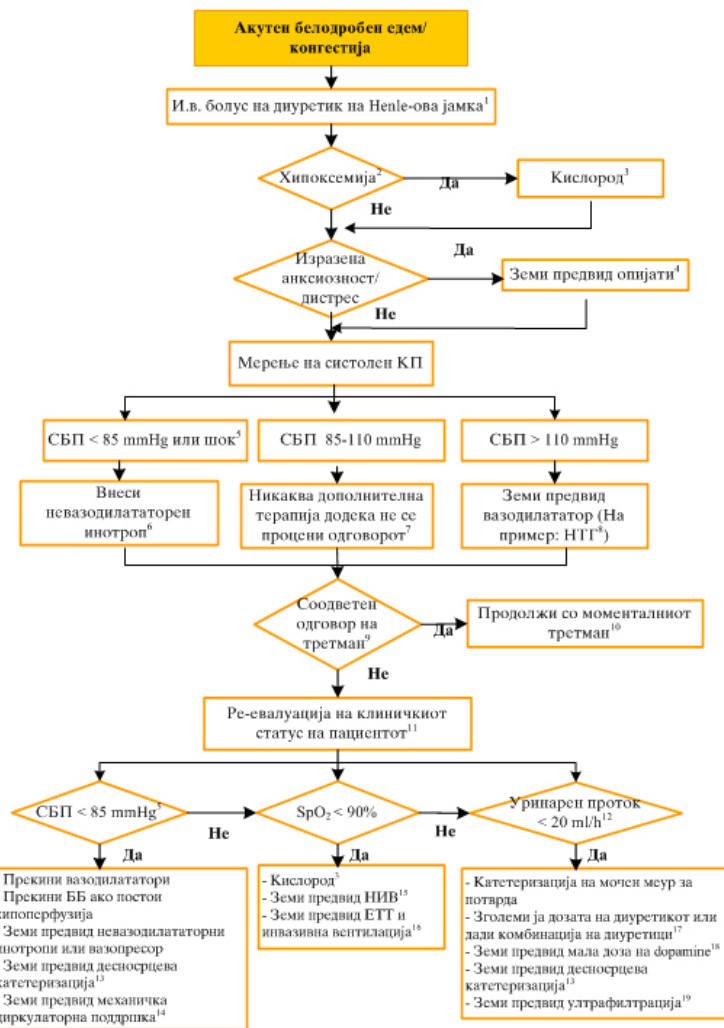 Акутен белодробен едем/
конгестија
И.в. болус на диуретик на Henle-ова јамка¹
Хипоксемија²
Да
Кислород³
Не
Изразена
анксиозност/
дистрес
Да
Земи предвид опијати⁴
Не
Мерење на систолен КП
СБП < 85 mmHg или шок⁵
СБП 85-110 mmHg
СБП > 110 mmHg
Внеси
невазодилататорен
инотроп⁶
Никаква дополнителна
терапија додека не се
процени одговорот⁷
Земи предвид
вазодилататор (На
пример: НТГ⁸)
Соодветен
одговор на
третман⁹
Да
Продолжи со моменталниот
третман¹⁰
Не
Ре-евалуација на клиничкиот
статус на пациентот¹¹
СБП < 85 mmHg⁵
Не
SpO₂ < 90%
Не
Уринарен проток
< 20 ml/h¹²
Да
Да
Да
Прекини вазодилататори
Прекини ББ ако постои
хипоперфузија
Земи предвид невазодилататорни
инотропи или вазопресор
Земи предвид десносрцева
катетеризација¹³
Земи предвид механичка
циркулаторна поддршка¹⁴
- Кислород³
- Земи предвид НИВ¹⁵
- Земи предвид ЕТТ и
инвазивна вентилација¹⁶
- Катетеризација на мочен меур за
потврда
- Зголеми ја дозата на диуретикот или
дади комбинација на диуретици¹⁷
- Земи предвид мала доза на dopamine¹⁸
- Земи предвид десносрцева
катетеризација¹³
- Земи предвид ултрафилтрација¹⁹